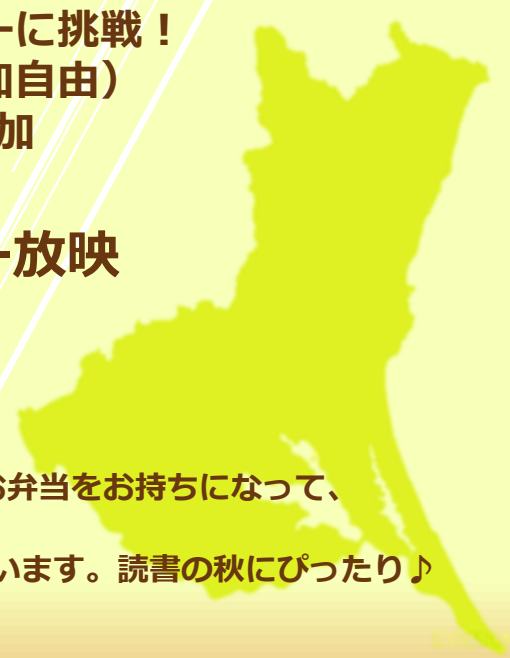 ーに挑戦！
加自由）
加
ー放映
お弁当をお持ちになって、
います。読書の秋にぴったり♪